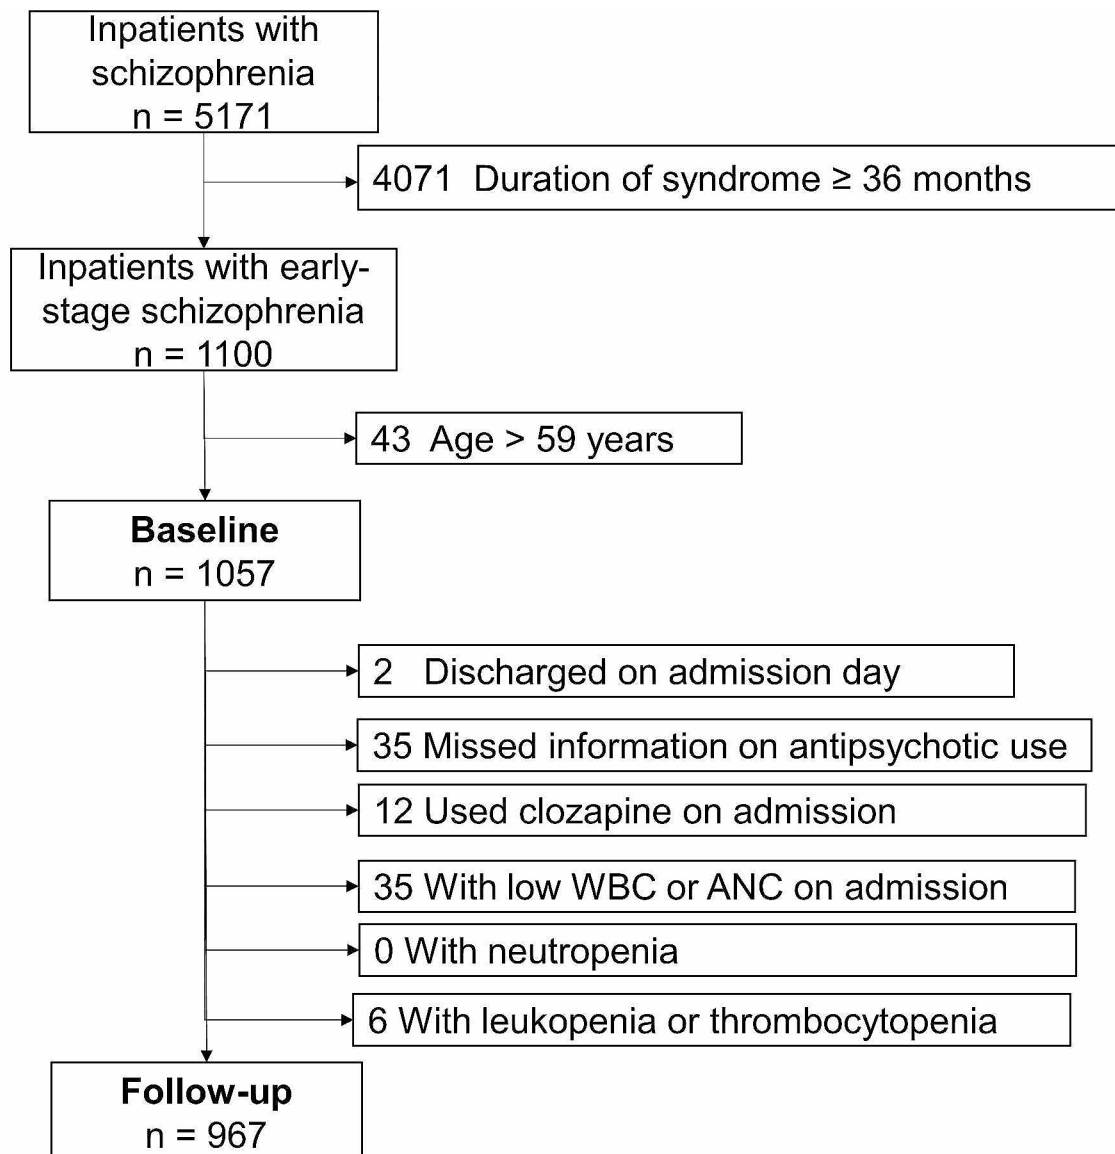 Inpatients with
schizophrenia
n = 5171
4071  Duration of syndrome ≥ 36 months
Inpatients with early-
stage schizophrenia
n = 1100
43  Age > 59 years
Baseline
n = 1057
2   Discharged on admission day
35 Missed information on antipsychotic use
12 Used clozapine on admission
35 With low WBC or ANC on admission
0 With neutropenia
6 With leukopenia or thrombocytopenia
Follow-up
n = 967